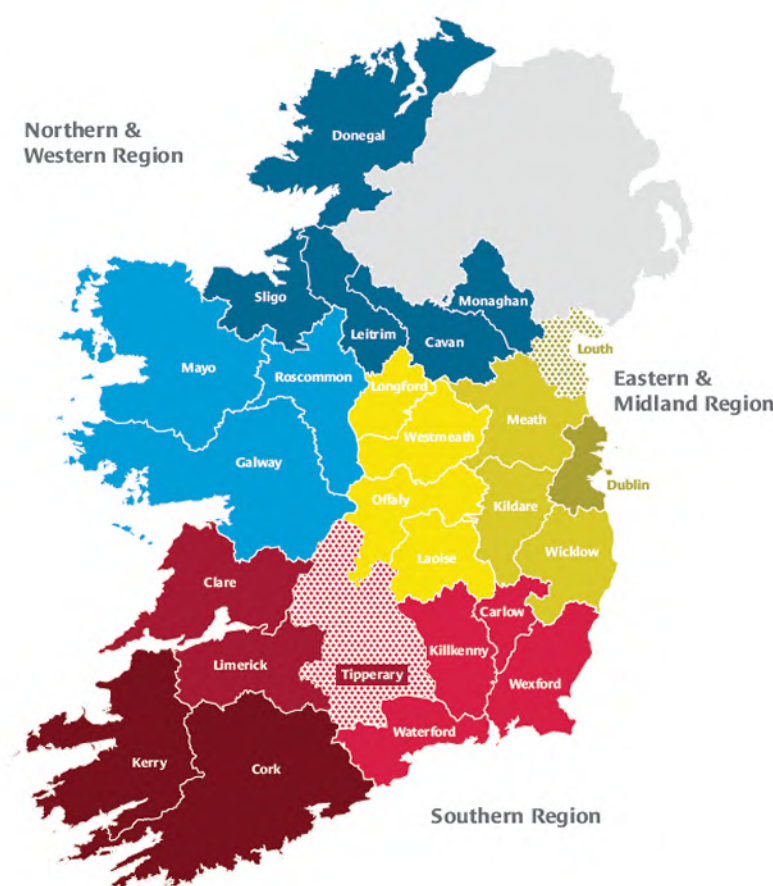 Northern &
Western Region
Donegal
Sligo
Monaghan
Leitrim
Cavan
Louth
Mayo
Roscommon
Longford
Eastern &
Midland Region
Meath
Westmeath
Galway
Dublin
Offaly
Kildare
Laoise
Wicklow
Clare
Carlow
Killkenny
Limerick
Tipperary
Wexford
Waterford
Kerry
Cork
Southern Region